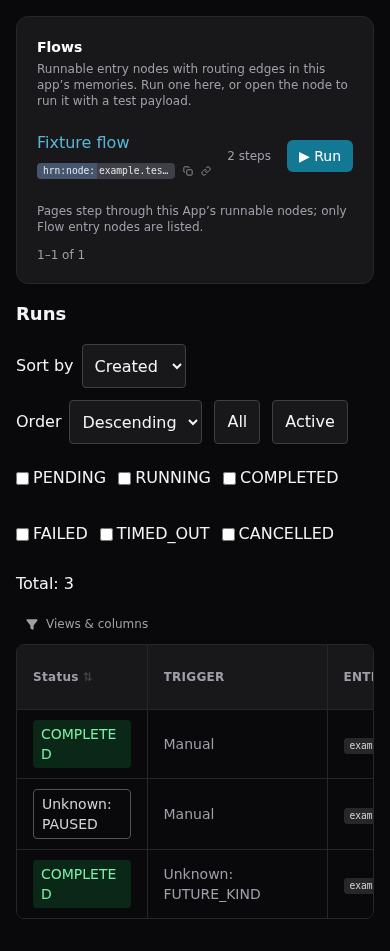 Flows
Runnable entry nodes with routing edges in this
app's memories. Run one here, or open the node to
run it with a test payload.
Fixture flow
hrn:node: example.tes…
2 steps
▶ Run
Pages step through this App's runnable nodes; only
Flow entry nodes are listed.
1–1 of 1
Runs
Sort by Created
Order Descending All Active
PENDING RUNNING COMPLETED
FAILED TIMED_OUT CANCELLED
Total: 3
Views & columns
Status ⇅ TRIGGER
COMPLETE
D
Manual
Unknown:
PAUSED
Manual
COMPLETE
D
Unknown:
FUTURE_KIND